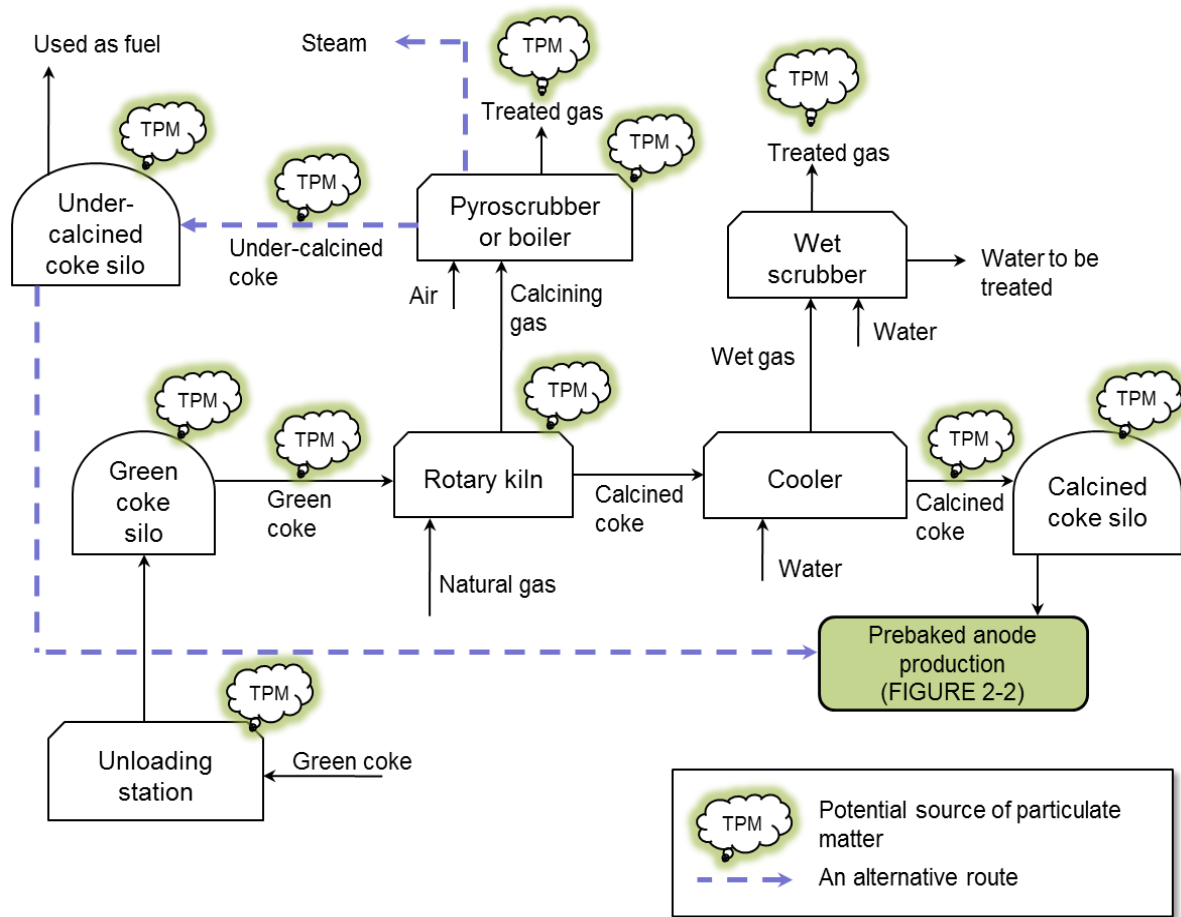 Used as fuel
Steam
TPM
TPM
Treated gas
Treated gas
TPM
TPM
TPM
Under-
calcined
coke silo
Pyroscrubber
or boiler
Under-calcined
coke
Wet
scrubber
Water to be
treated
Air
Calcining
gas
Water
Wet gas
TPM
TPM
TPM
TPM
TPM
Green
coke
silo
Green
coke
Rotary kiln
Calcined
coke
Cooler
Calcined
coke
Calcined
coke silo
Natural gas
Water
Prebaked anode
production
(FIGURE 2-2)
TPM
Unloading
station
Green coke
TPM
Potential source of particulate
matter
An alternative route